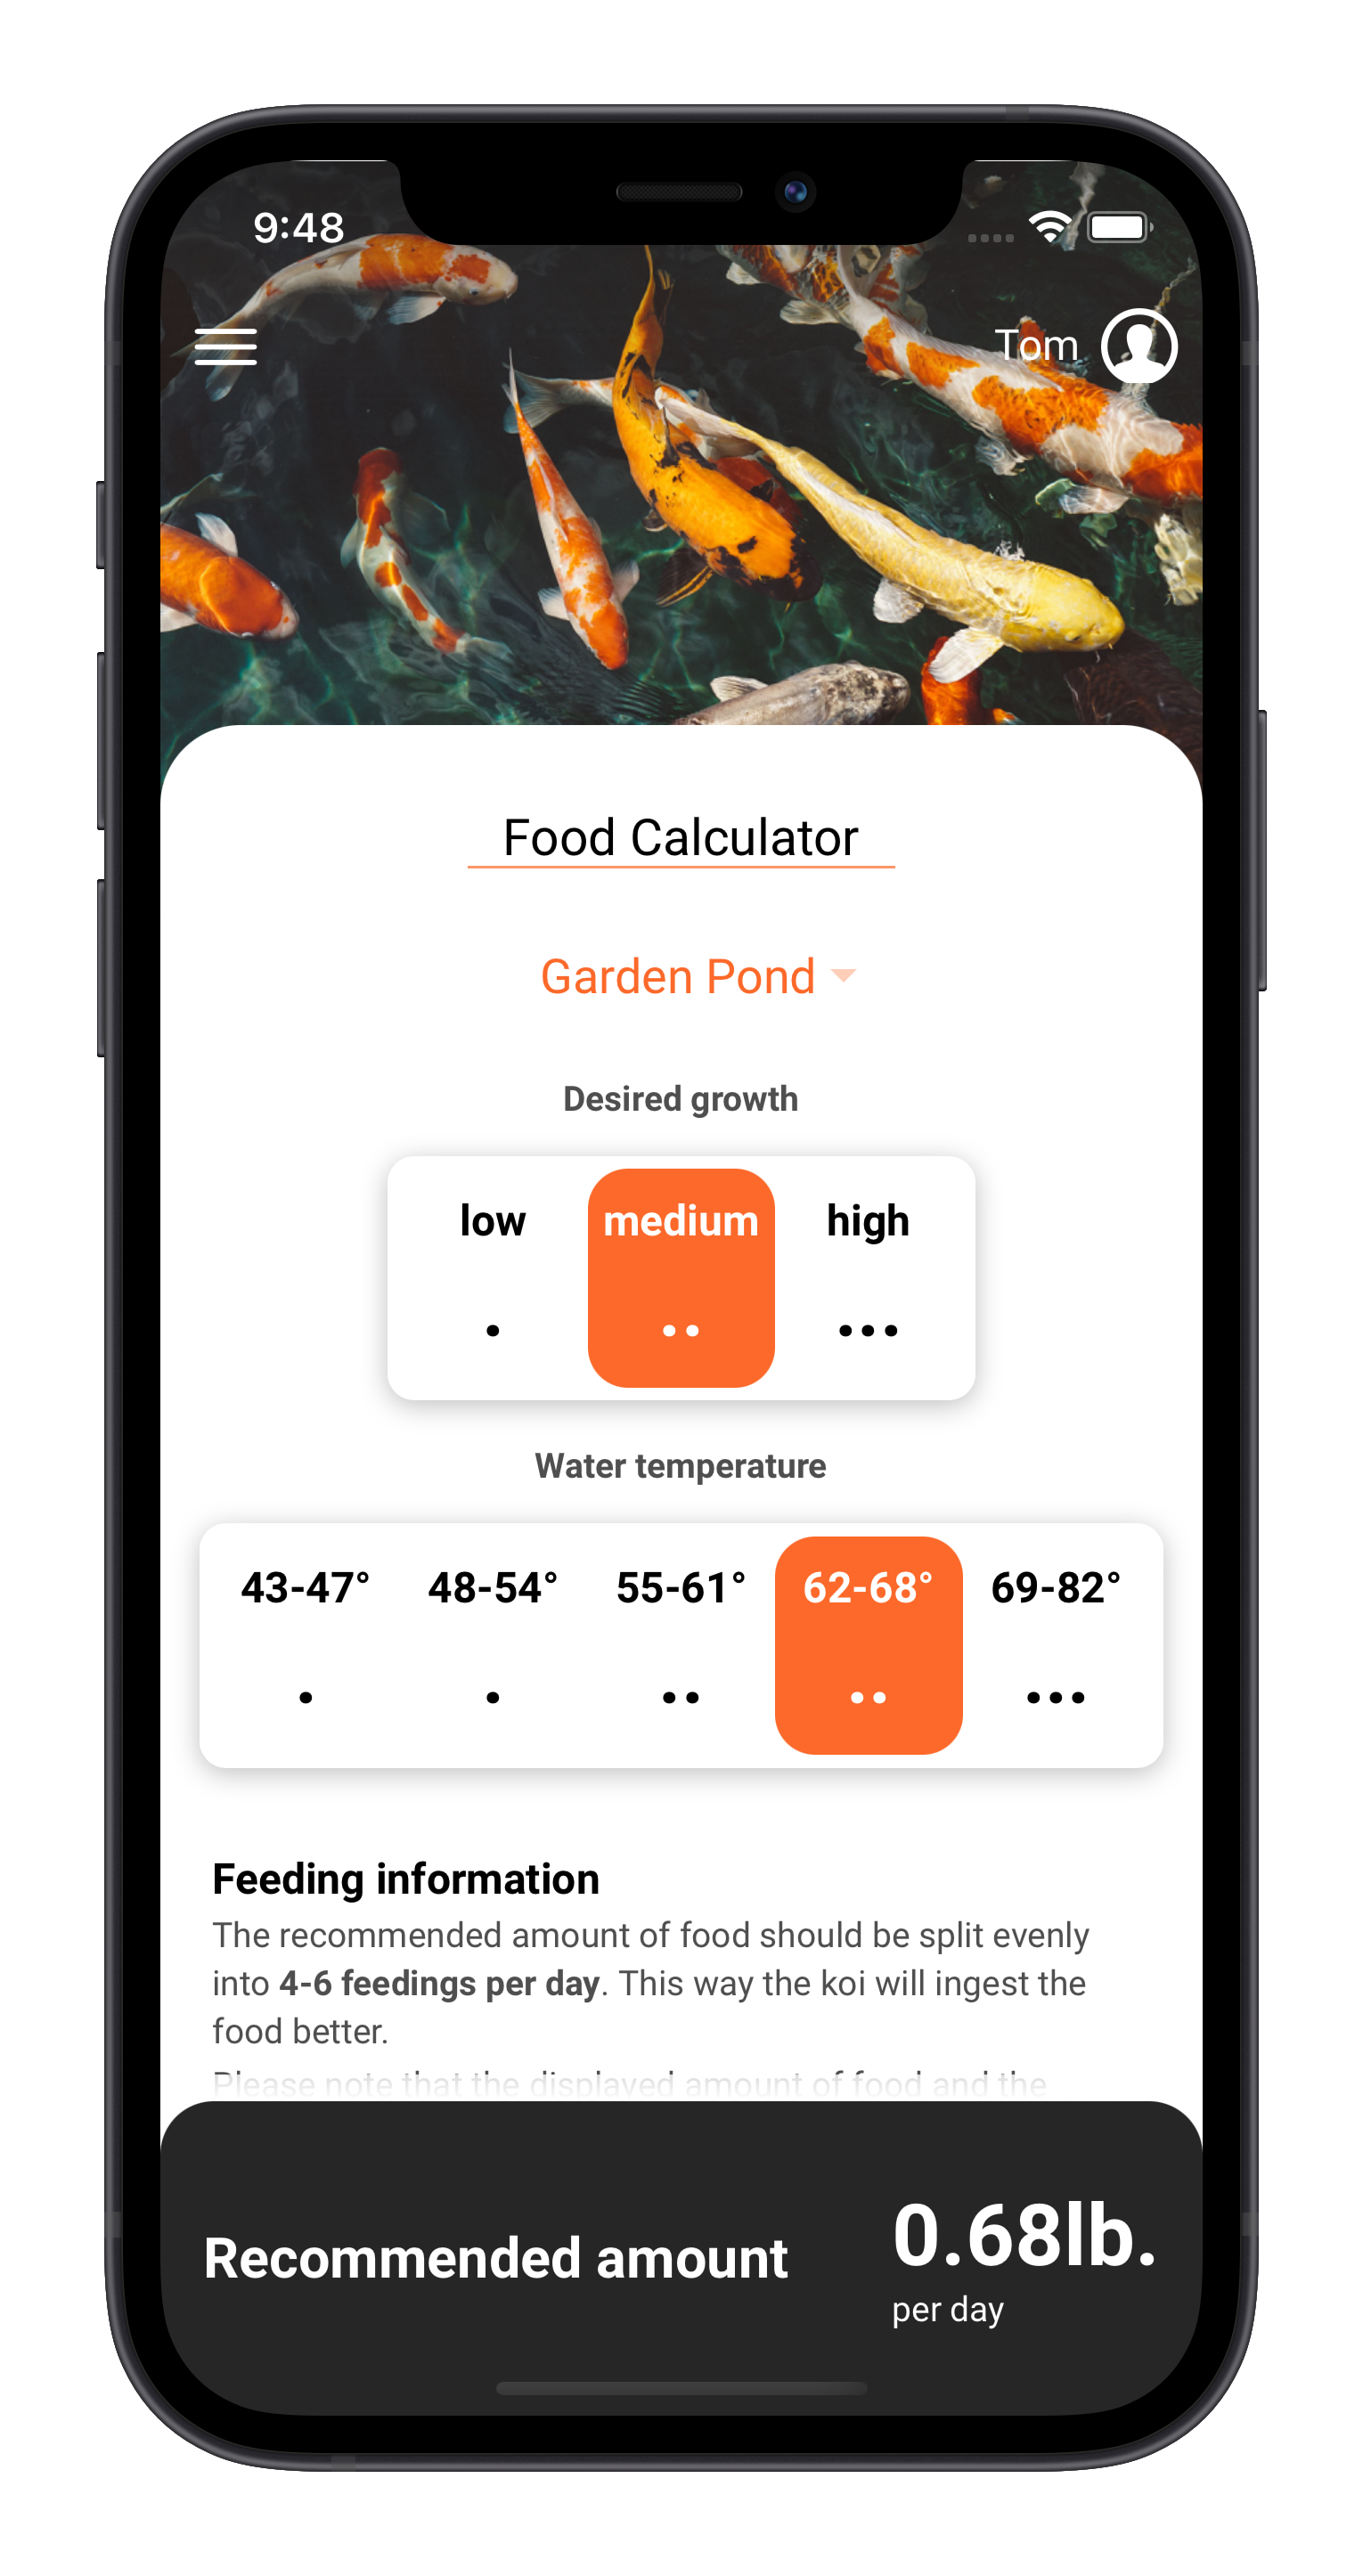 9:48
Tom
Food Calculator
Garden Pond
Desired growth
low medium high
Water temperature
43-47° 48-54° 55-61° 62-68° 69-82°
Feeding information
The recommended amount of food should be split evenly
into 4-6 feedings per day. This way the koi will ingest the
food better.
Please note that the displayed amount of food and the
Recommended amount
0.68lb.
per day